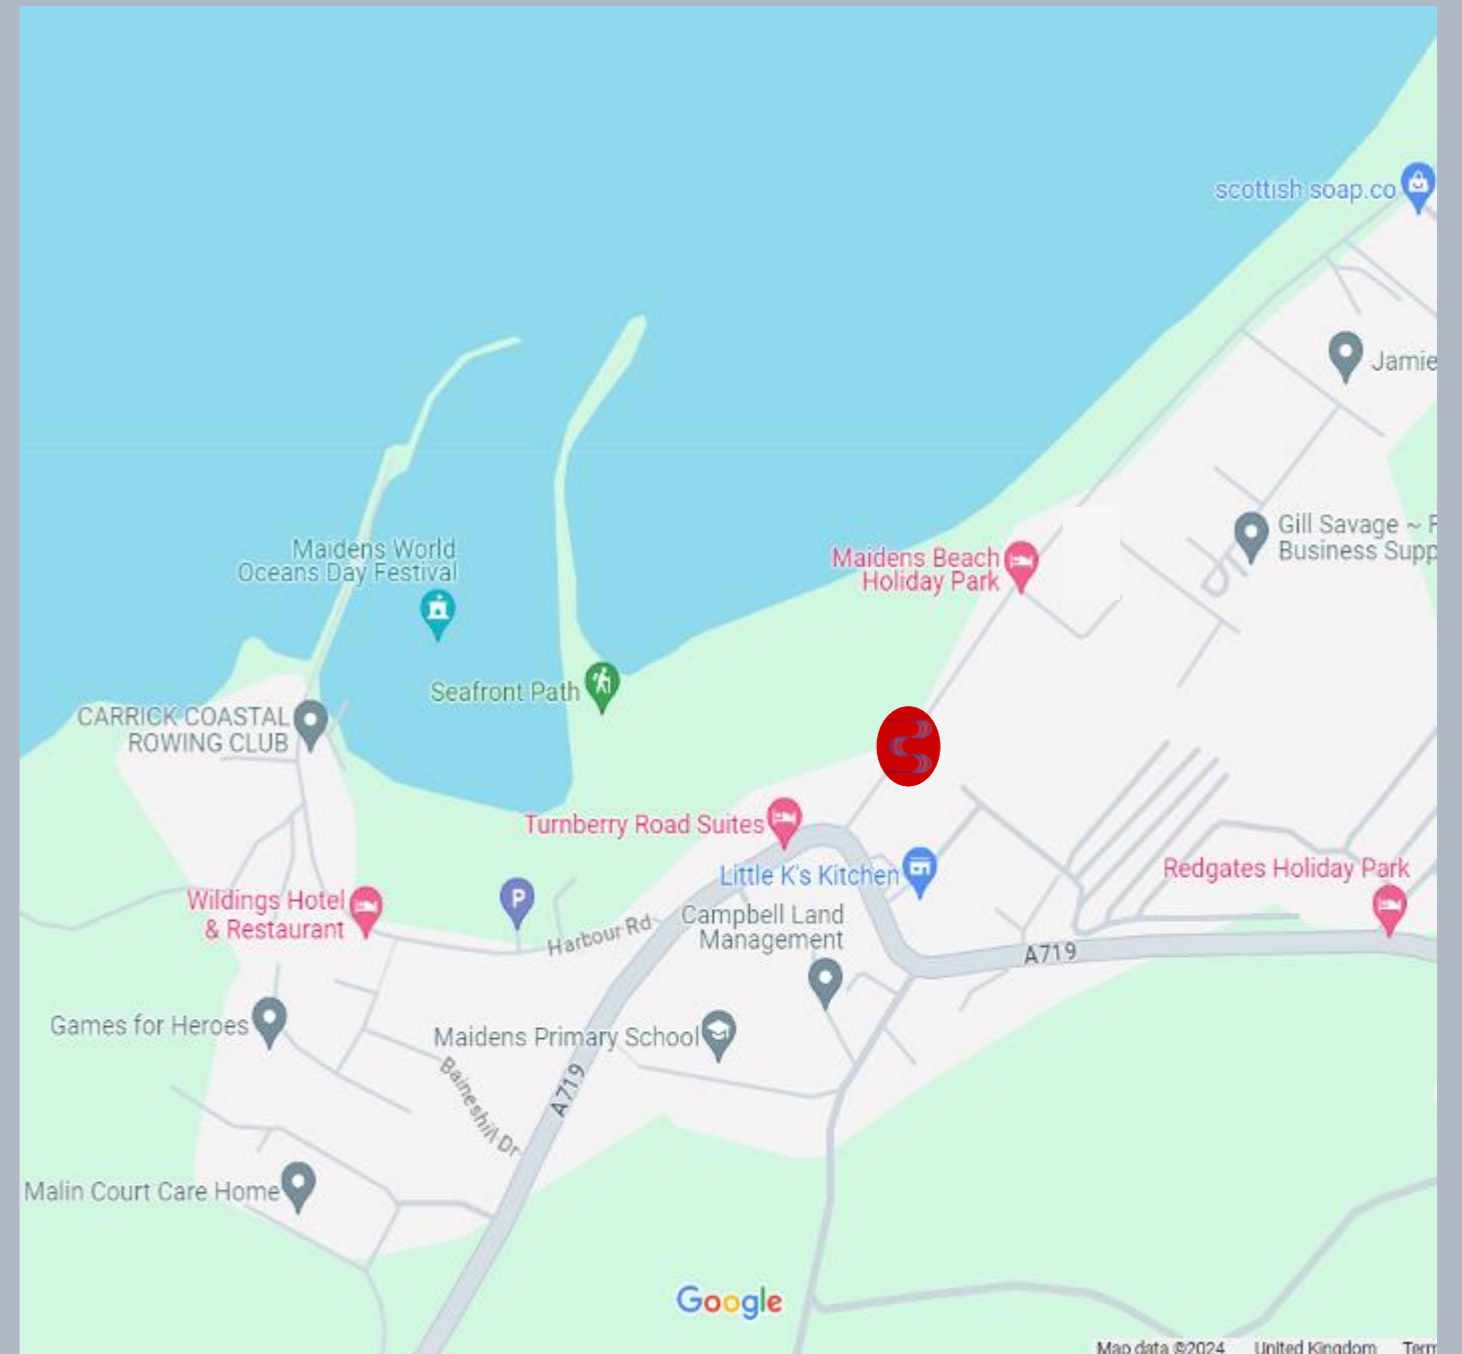 scottish soap.co
Jamie
Gill Savage ~ F
Business Supp
Maidens World
Oceans Day Festival
Maidens Beach
Holiday Park
Seafront Path
CARRICK COASTAL
ROWING CLUB
Turnberry Road Suites
Little K's Kitchen
Redgates Holiday Park
Wildings Hotel
& Restaurant
P
Harbour Rd
Campbell Land
Management
A719
Games for Heroes
Maidens Primary School
Baineshill Dr
A719
Malin Court Care Home
Google
Map data ©2024 United Kingdom Term